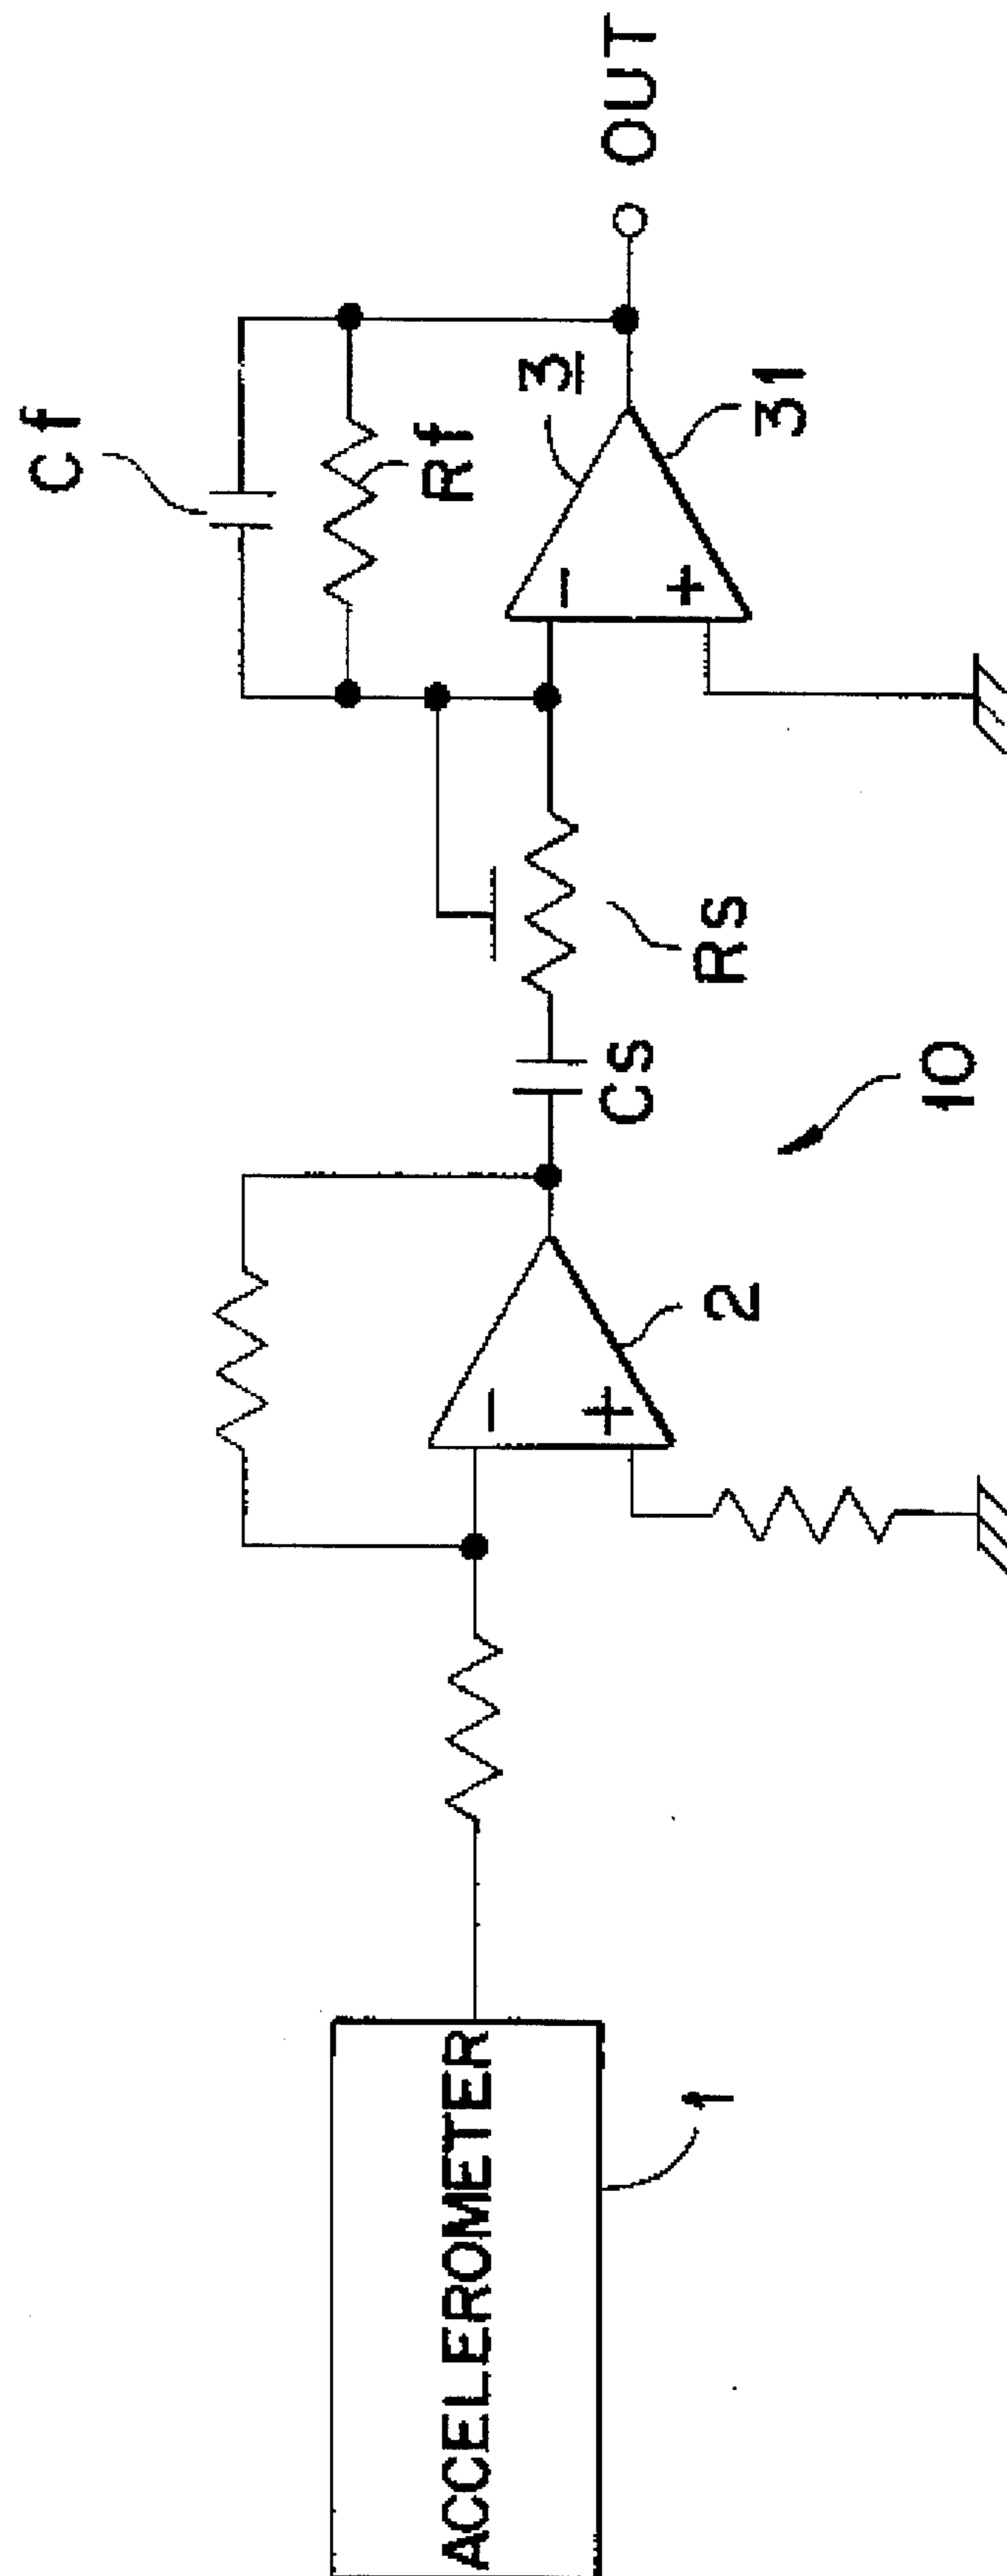 ACCELEROMETER
1
−
+
2
10
Cs
Rs
−
+
3
31
Cf
Rf
OUT